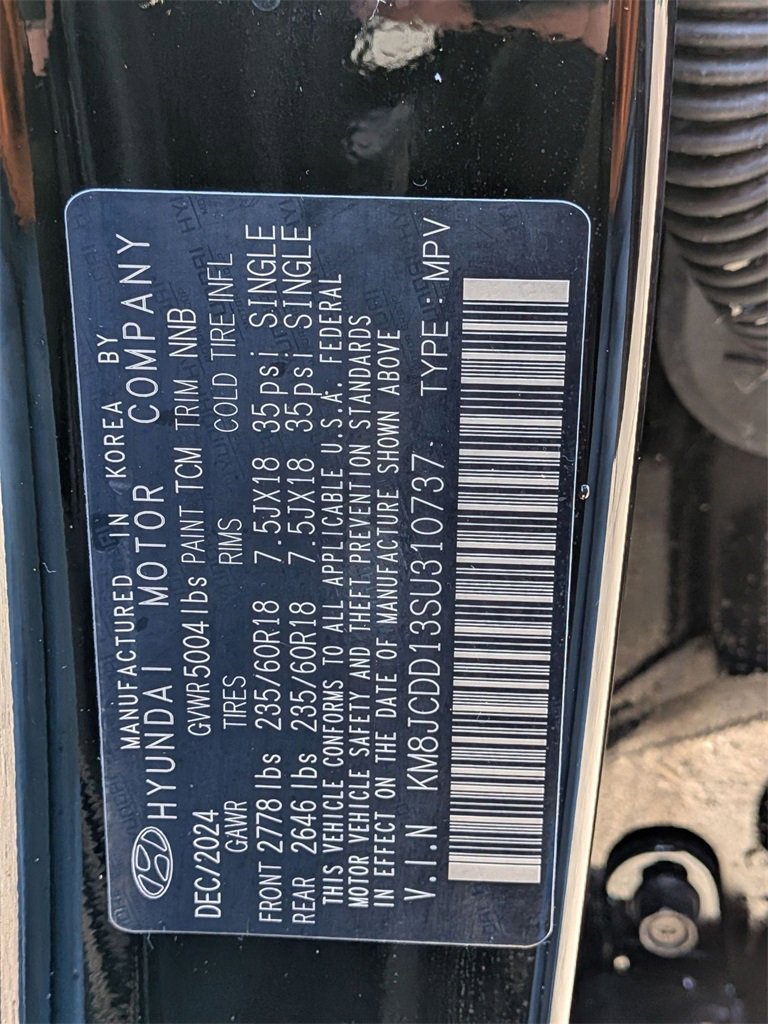 MANUFACTURED IN KOREA BY
HYUNDAI MOTOR COMPANY
DEC/2024 GVWR 5004 lbs PAINT TCM TRIM NNB
GAWR TIRES RIMS COLD TIRE INFL
FRONT 2778 lbs 235/60R18 7.5JX18 35psi SINGLE
REAR 2646 lbs 235/60R18 7.5JX18 35psi SINGLE
THIS VEHICLE CONFORMS TO ALL APPLICABLE U.S.A. FEDERAL
MOTOR VEHICLE SAFETY AND THEFT PREVENTION STANDARDS
IN EFFECT ON THE DATE OF MANUFACTURE SHOWN ABOVE
V.I.N KM8JCDD13SU310737 TYPE : MPV